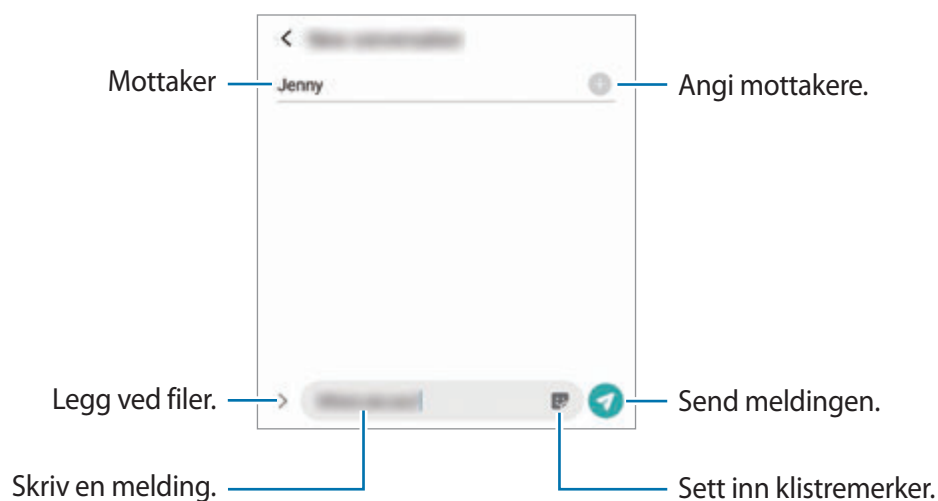 Mottaker
Jenny
Angi mottakere.
Legg ved filer.
Send meldingen.
Skriv en melding.
Sett inn klistremerker.